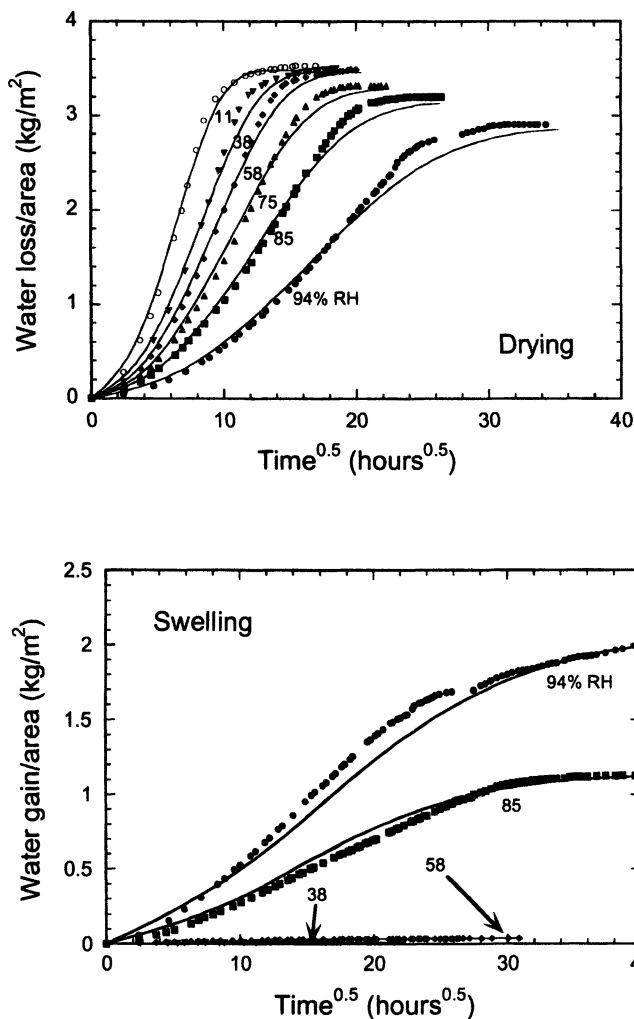 4
3
2
1
0
Water loss/area (kg/m²)
11
38
58
75
85
94% RH
Drying
0 10 20 30 40
Time^0.5 (hours^0.5)
2.5
2
1.5
1
0.5
0
Water gain/area (kg/m²)
Swelling
94% RH
85
58
38
0 10 20 30 4
Time^0.5 (hours^0.5)